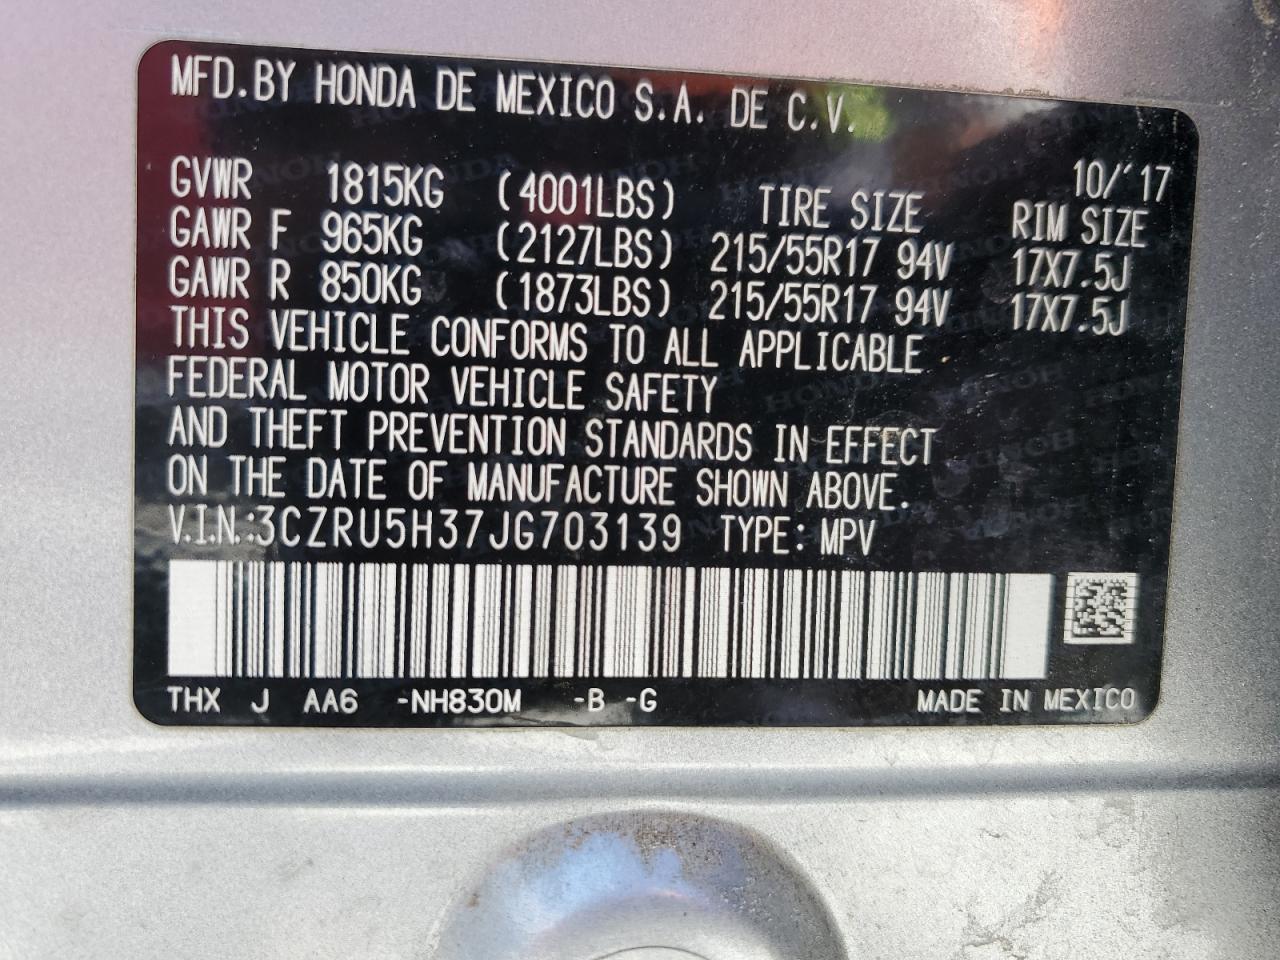 MFD.BY HONDA DE MEXICO S.A. DE C.V.
10/'17
GVWR 1815KG (4001LBS) TIRE SIZE RIM SIZE
GAWR F 965KG (2127LBS) 215/55R17 94V 17X7.5J
GAWR R 850KG (1873LBS) 215/55R17 94V 17X7.5J
THIS VEHICLE CONFORMS TO ALL APPLICABLE
FEDERAL MOTOR VEHICLE SAFETY
AND THEFT PREVENTION STANDARDS IN EFFECT
ON THE DATE OF MANUFACTURE SHOWN ABOVE.
V.I.N.:3CZRU5H37JG703139 TYPE: MPV
THX J AA6 -NH830M -B -G MADE IN MEXICO